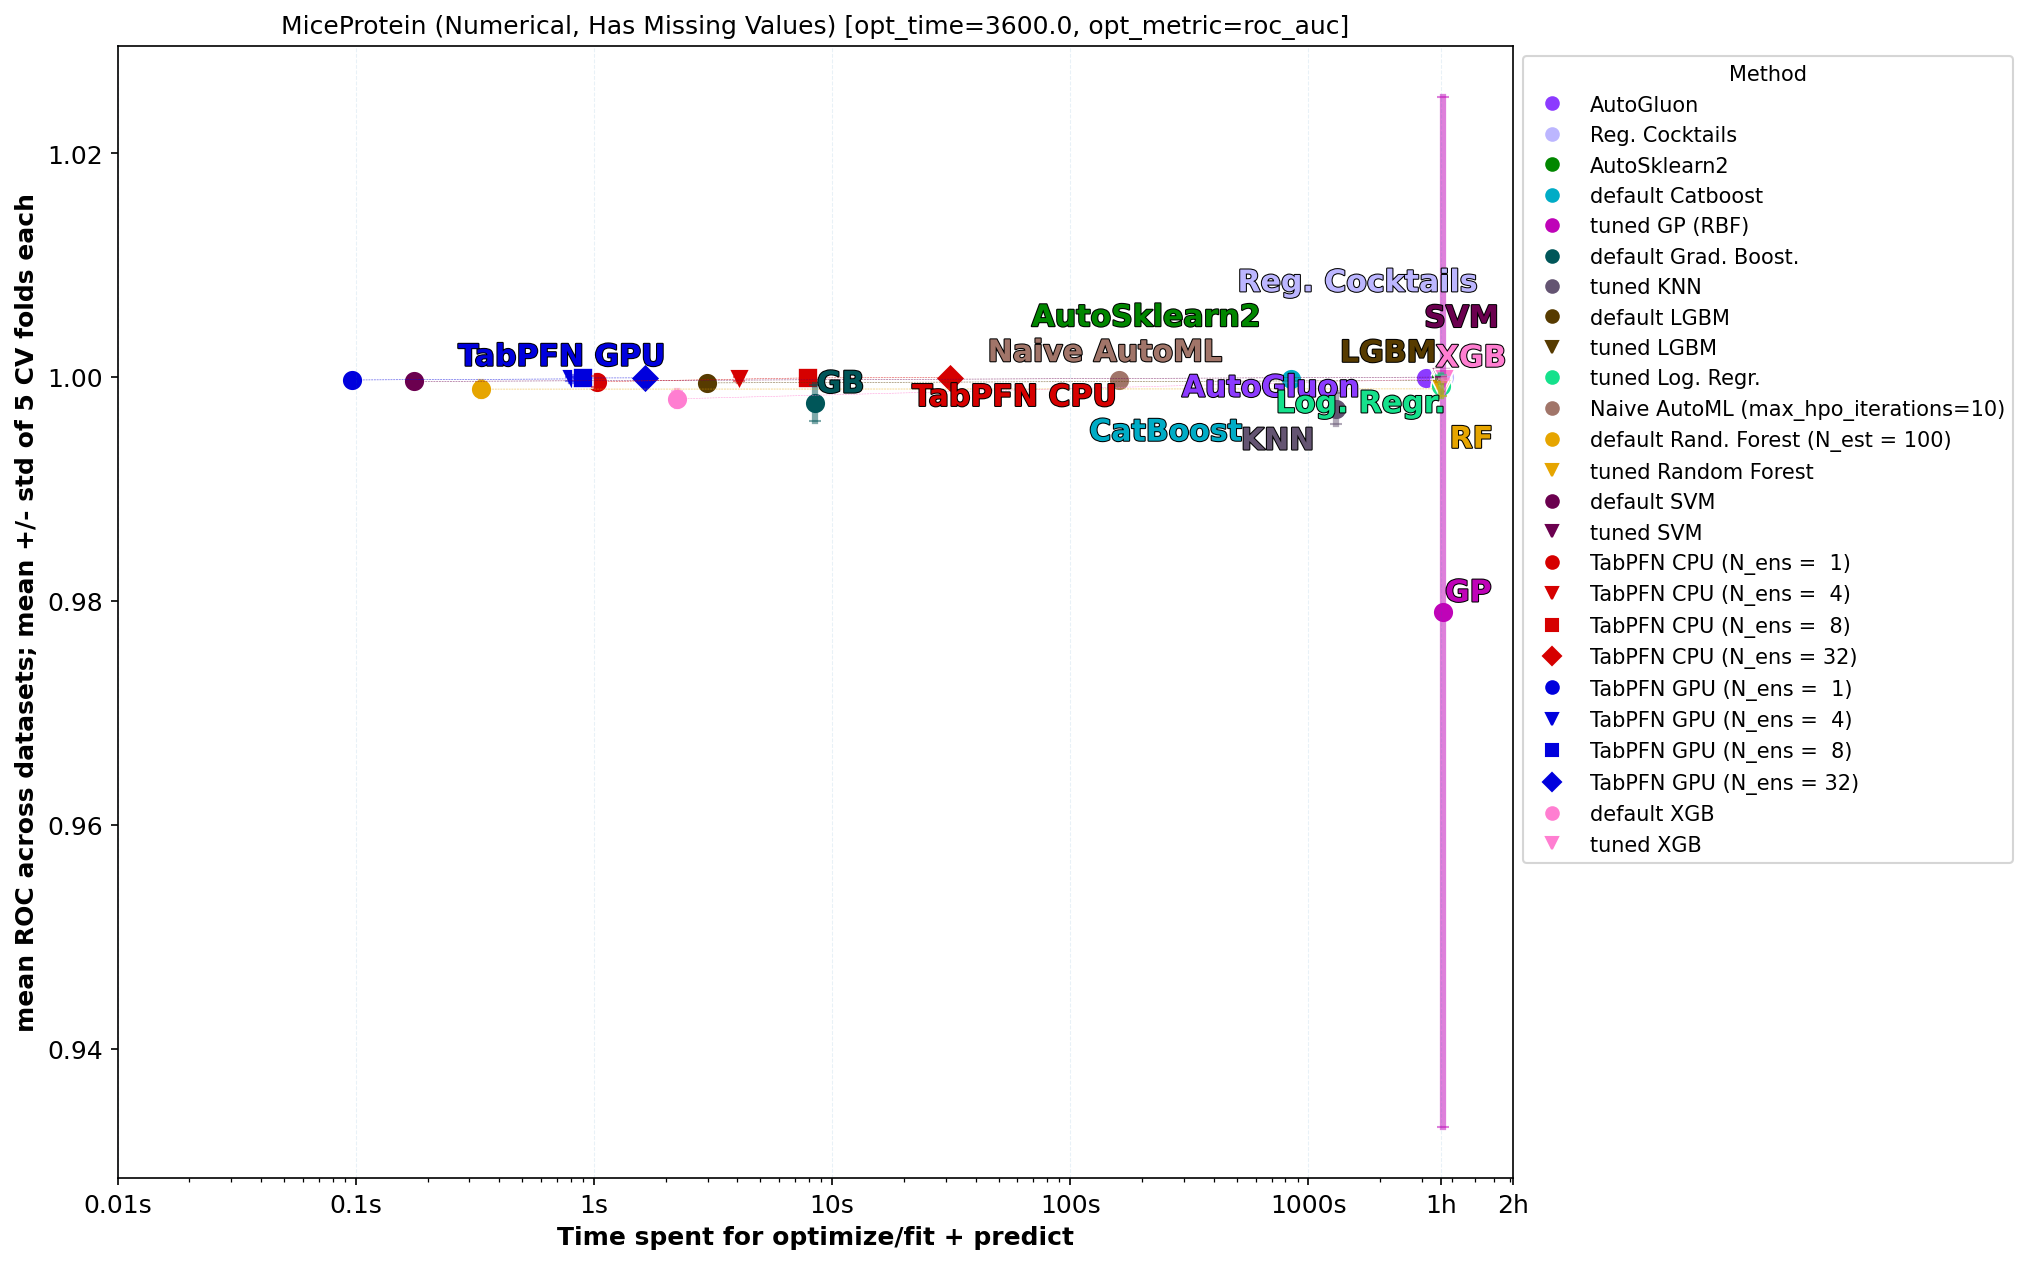 MiceProtein (Numerical, Has Missing Values) [opt_time=3600.0, opt_metric=roc_auc]
mean ROC across datasets; mean +/- std of 5 CV folds each
1.02
1.00
0.98
0.96
0.94
Reg. Cocktails
AutoSklearn2
SVM
Naive AutoML
LGBM
XGB
TabPFN GPU
GB
AutoGluon
TabPFN CPU
Log. Regr.
CatBoost
KNN
RF
GP
0.01s
0.1s
1s
10s
100s
1000s
1h
2h
Time spent for optimize/fit + predict
Method
AutoGluon
Reg. Cocktails
AutoSklearn2
default Catboost
tuned GP (RBF)
default Grad. Boost.
tuned KNN
default LGBM
tuned LGBM
tuned Log. Regr.
Naive AutoML (max_hpo_iterations=10)
default Rand. Forest (N_est = 100)
tuned Random Forest
default SVM
tuned SVM
TabPFN CPU (N_ens =  1)
TabPFN CPU (N_ens =  4)
TabPFN CPU (N_ens =  8)
TabPFN CPU (N_ens = 32)
TabPFN GPU (N_ens =  1)
TabPFN GPU (N_ens =  4)
TabPFN GPU (N_ens =  8)
TabPFN GPU (N_ens = 32)
default XGB
tuned XGB